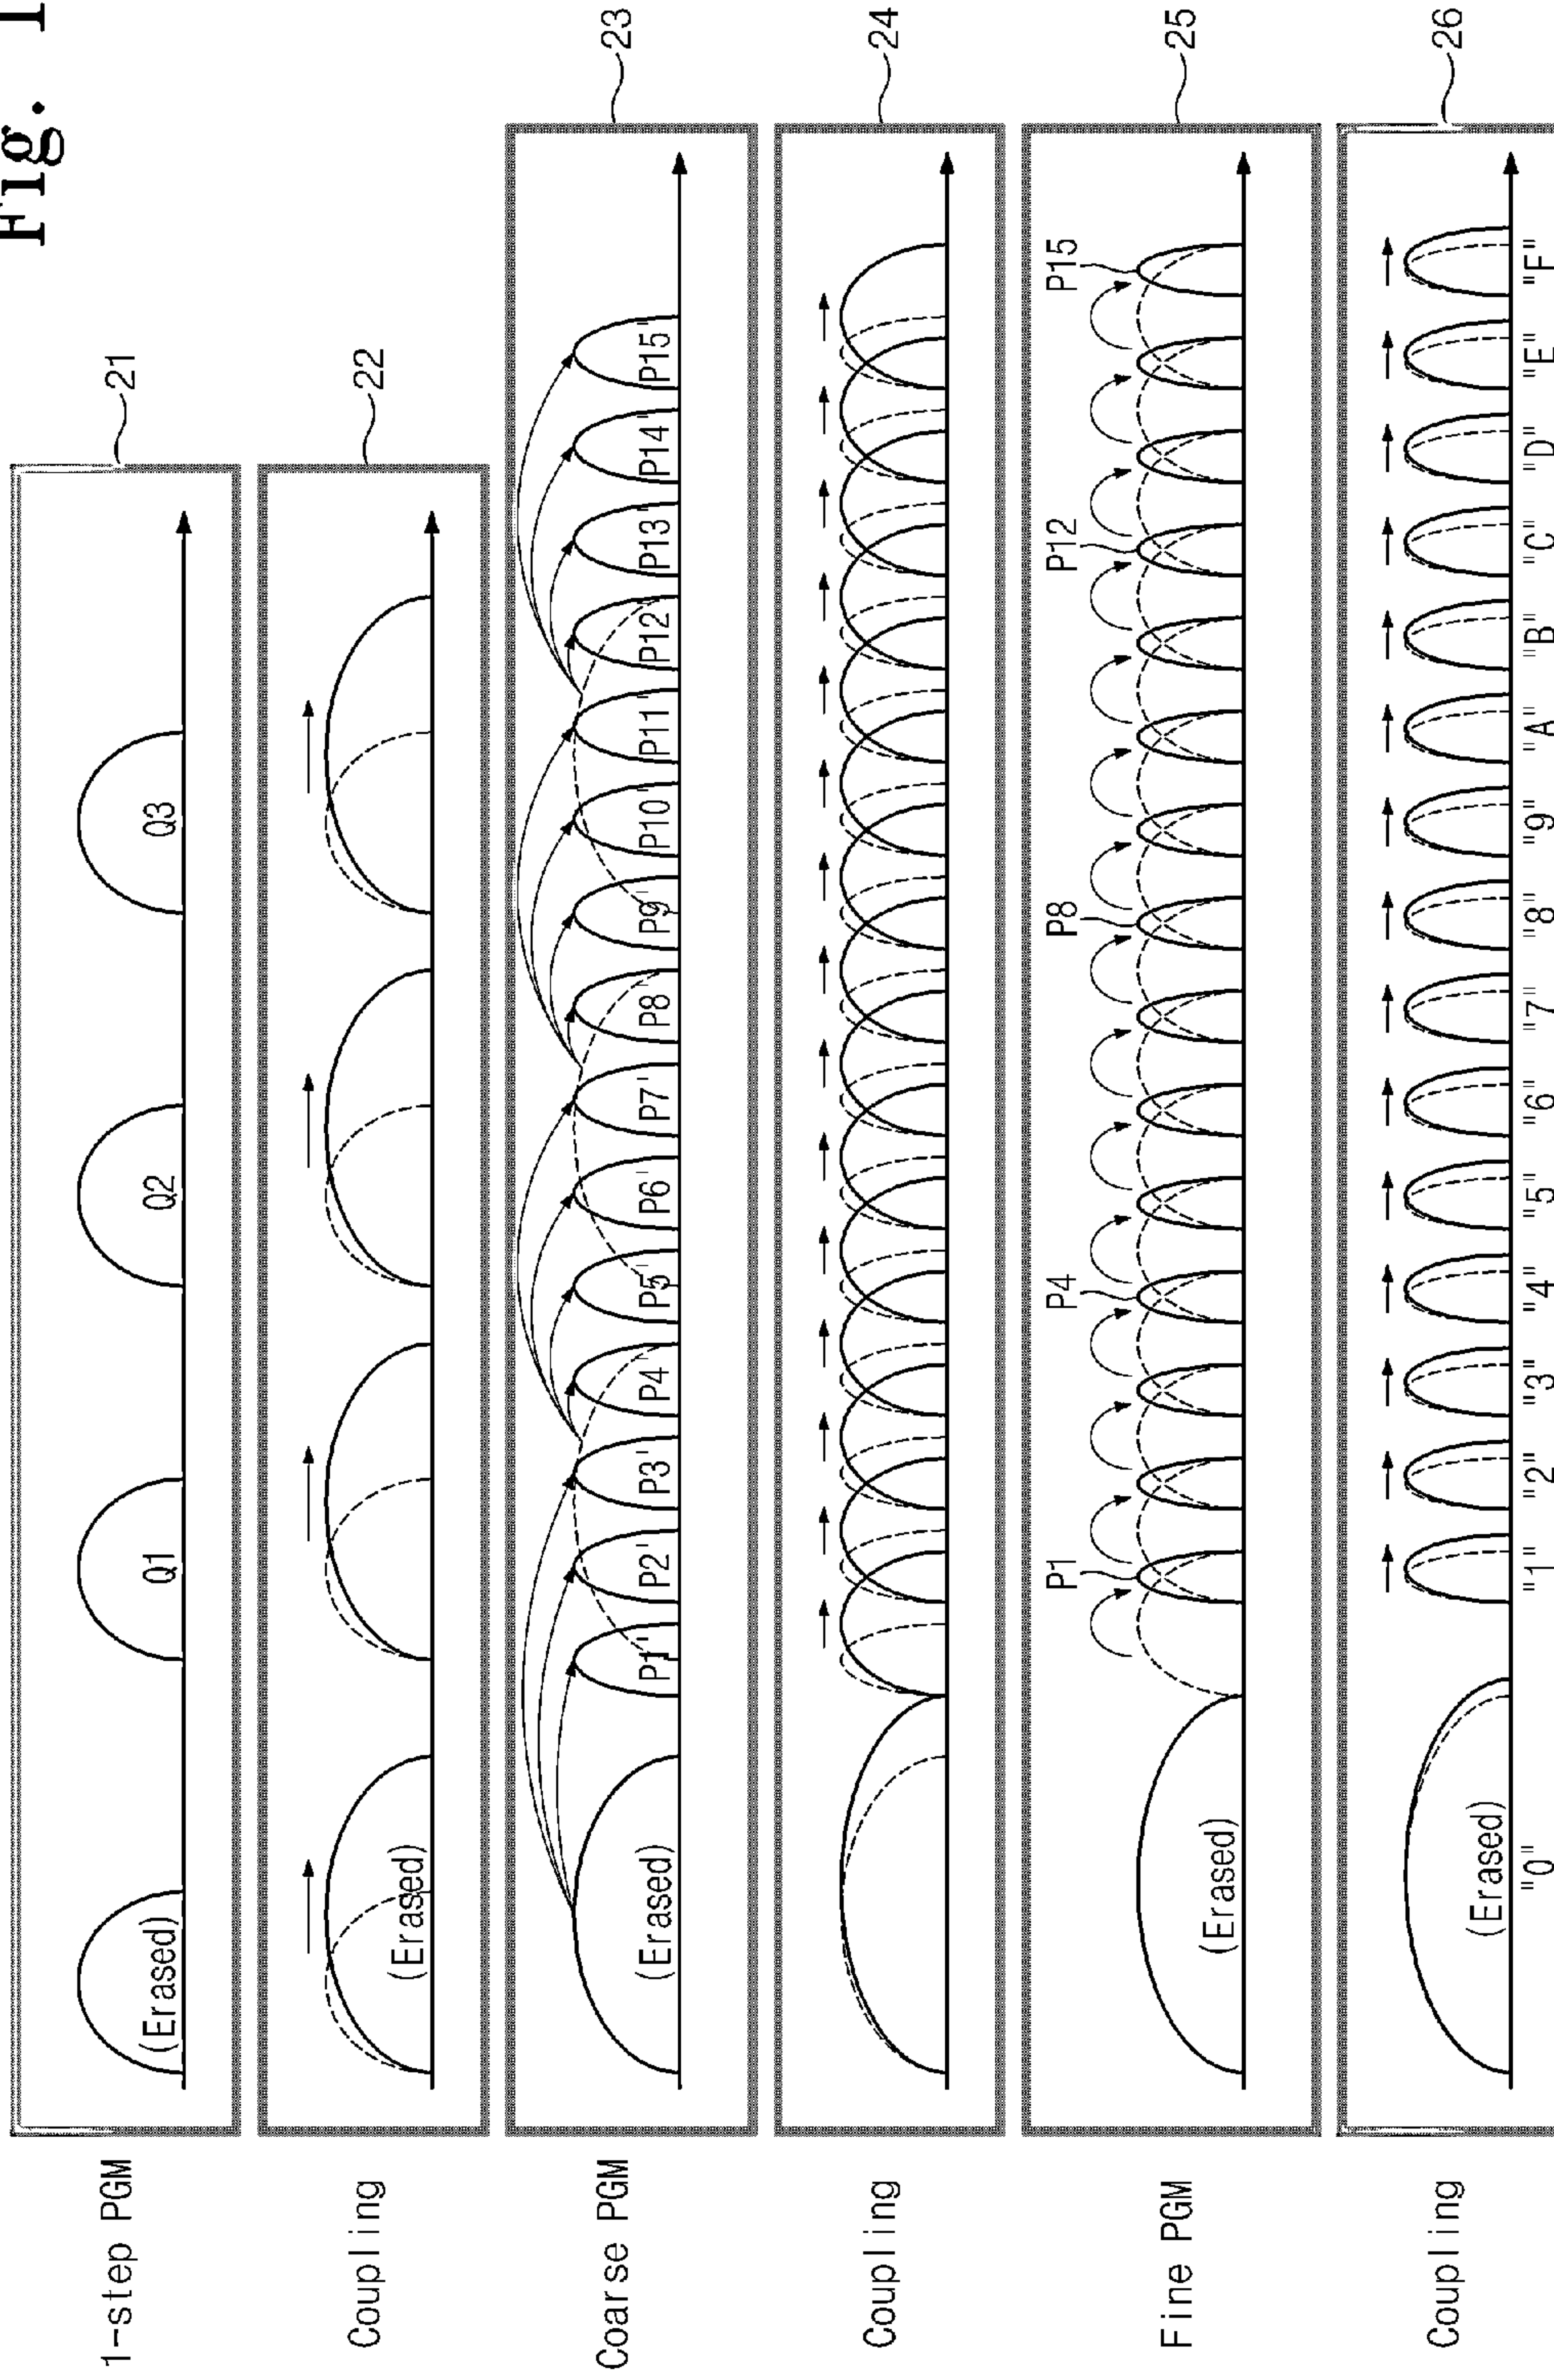 Fig. 1
1-step PGM
(Erased) Q1 Q2 Q3
21
Coupling
(Erased)
22
Coarse PGM
(Erased) P1' P2' P3' P4' P5' P6' P7' P8' P9' P10' P11' P12' P13' P14' P15'
23
Coupling
24
Fine PGM
(Erased) P1 P4 P8 P12 P15
25
Coupling
(Erased)
26
"0" "1" "2" "3" "4" "5" "6" "7" "8" "9" "A" "B" "C" "D" "E" "F"